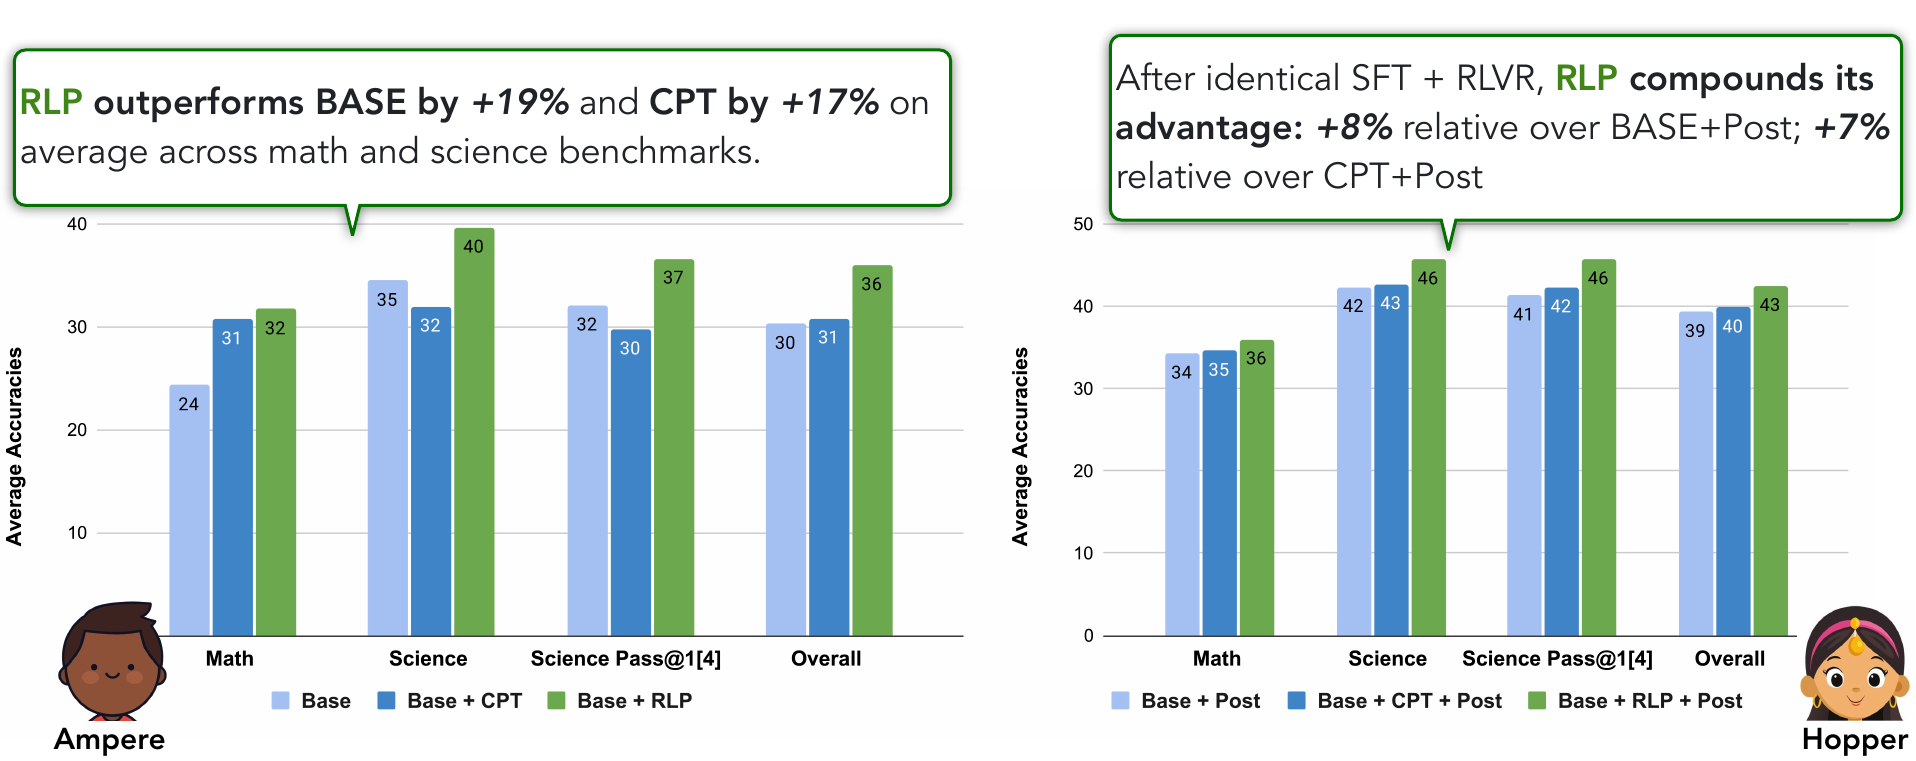 RLP outperforms BASE by +19% and CPT by +17% on
average across math and science benchmarks.
40
30
20
10
Average Accuracies
24
31
32
35
32
40
32
30
37
30
31
36
Math
Science
Science Pass@1[4]
Overall
Base
Base + CPT
Base + RLP
Ampere
After identical SFT + RLVR, RLP compounds its
advantage: +8% relative over BASE+Post; +7%
relative over CPT+Post
50
40
30
20
10
0
Average Accuracies
34
35
36
42
43
46
41
42
46
39
40
43
Math
Science
Science Pass@1[4]
Overall
Base + Post
Base + CPT + Post
Base + RLP + Post
Hopper